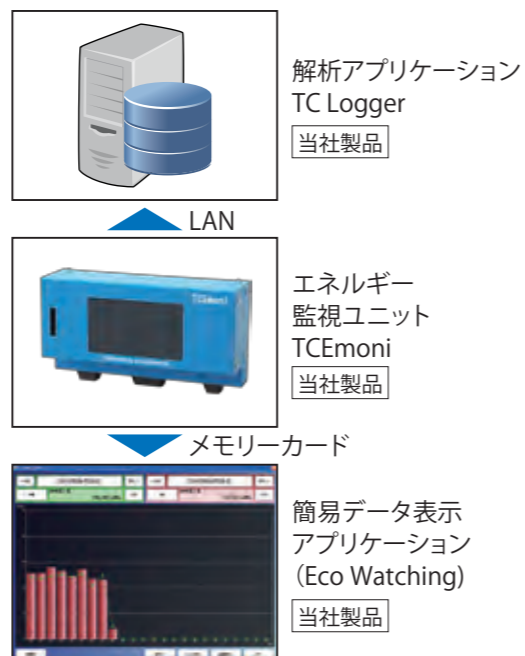 解析アプリケーション
TC Logger
当社製品
LAN
TCEmoni
エネルギー
監視ユニット
TCEmoni
当社製品
メモリーカード
簡易データ表示
アプリケーション
（Eco Watching)
当社製品